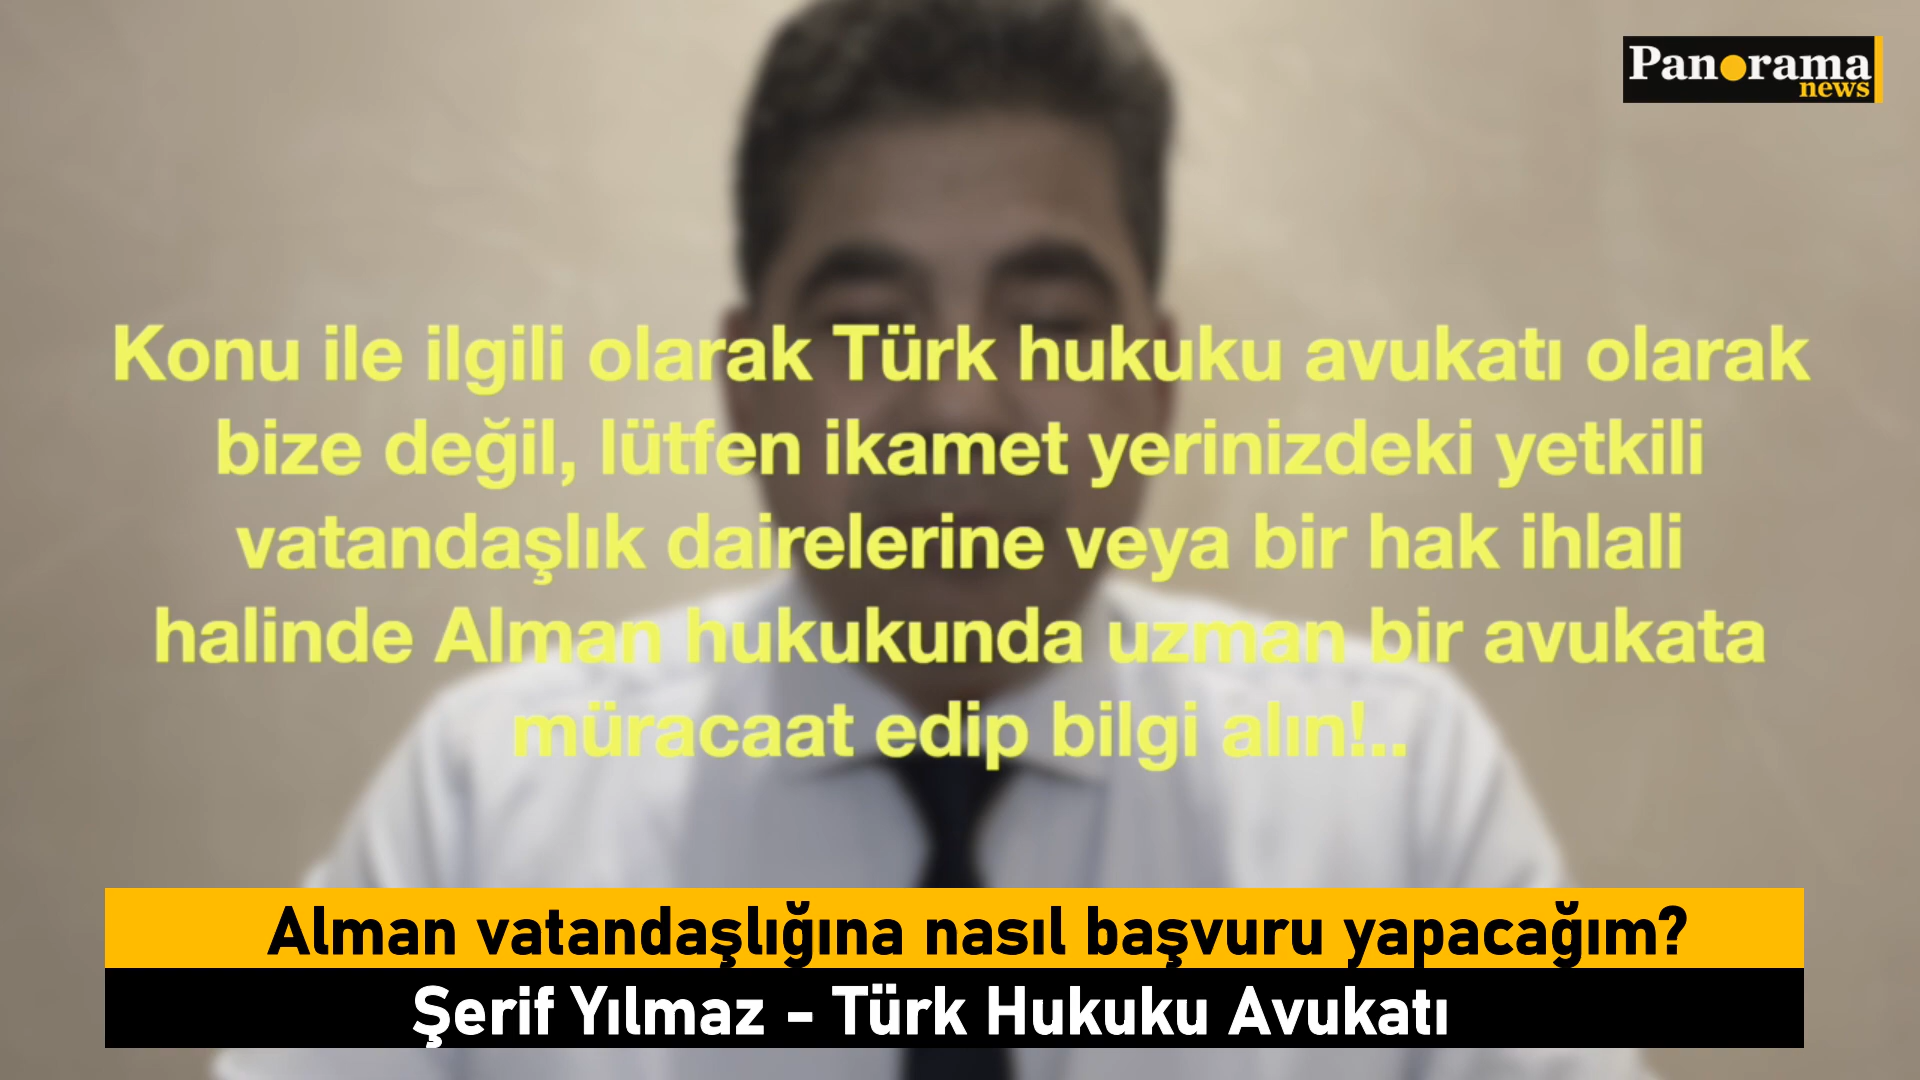 Panorama
news
Konu ile ilgili olarak Türk hukuku avukatı olarak
bize değil, lütfen ikamet yerinizdeki yetkili
vatandaşlık dairelerine veya bir hak ihlali
halinde Alman hukukunda uzman bir avukata
müracaat edip bilgi alın!..
Alman vatandaşlığına nasıl başvuru yapacağım?
Şerif Yılmaz - Türk Hukuku Avukatı